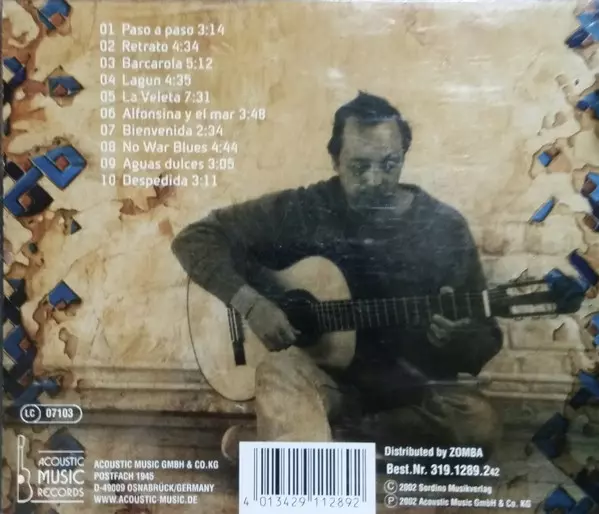 01 Paso a paso 3:14
02 Retrato 4:34
03 Barcarola 5:12
04 Lagun 4:35
05 La Veleta 7:31
06 Alfonsina y el mar 3:48
07 Bienvenida 2:34
08 No War Blues 4:44
09 Aguas dulces 3:05
10 Despedida 3:11
LC 07103
ACOUSTIC
MUSIC
RECORDS
ACOUSTIC MUSIC GMBH & CO.KG
POSTFACH 1945
D-49009 OSNABRÜCK/GERMANY
WWW.ACOUSTIC-MUSIC.DE
4 013429 112892
Distributed by ZOMBA
Best.Nr. 319.1289.2 42
© 2002 Sordino Musikverlag
℗ 2002 Acoustic Music GmbH & Co. KG